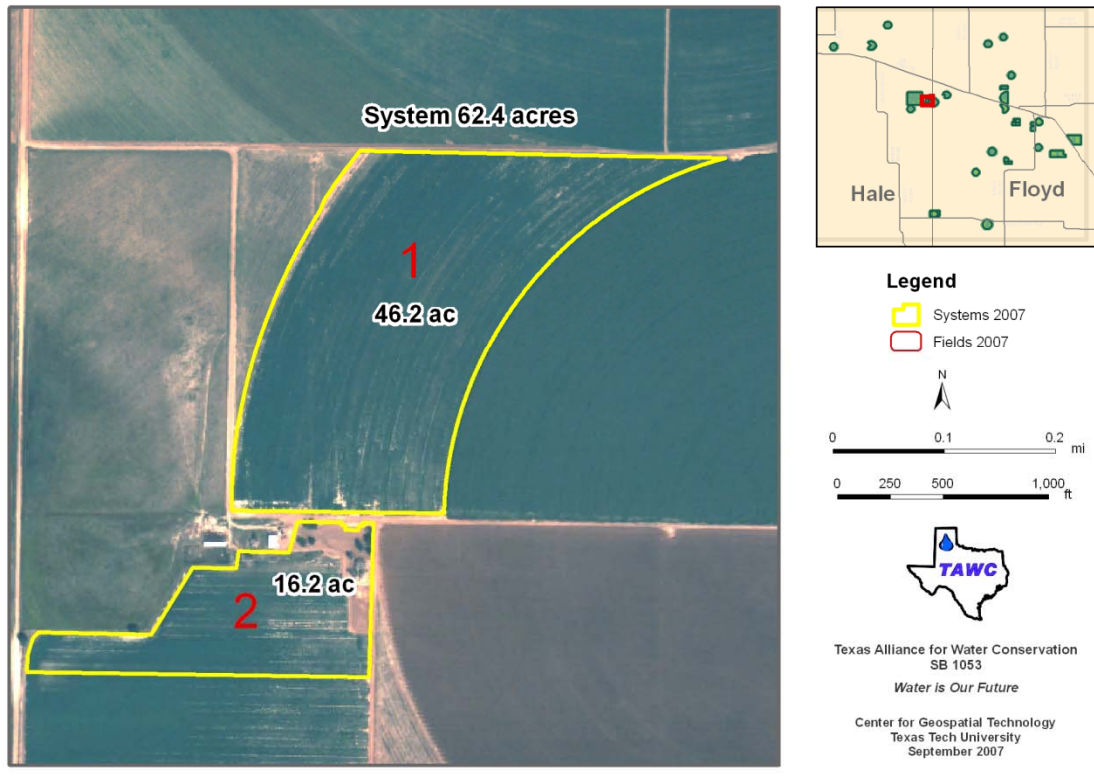 System 62.4 acres
1
46.2 ac
16.2 ac
2
Hale
Floyd
Legend
Systems 2007
Fields 2007
N
0 0.1 0.2
mi
0 250 500 1,000
ft
TAWC
Texas Alliance for Water Conservation
SB 1053
Water is Our Future
Center for Geospatial Technology
Texas Tech University
September 2007